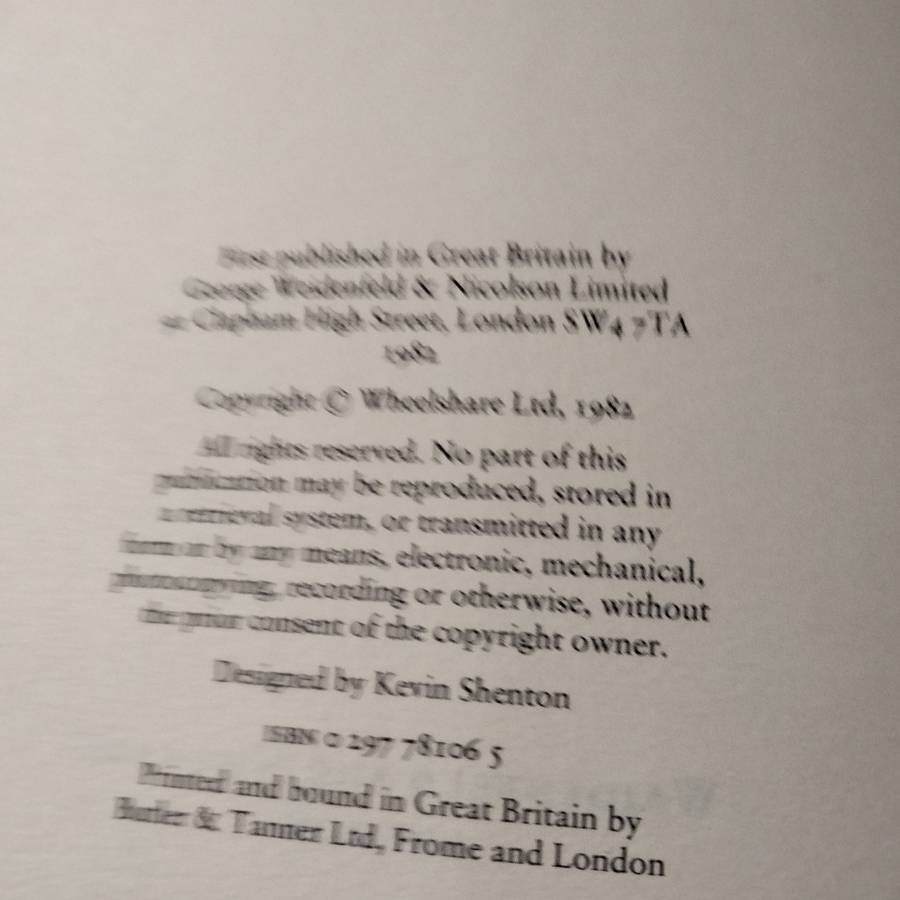 First published in Great Britain by
George Weidenfeld & Nicolson Limited
Clapham High Street, London SW4 7TA
1982
Copyright © Wheelshare Ltd, 1982
All rights reserved. No part of this
publication may be reproduced, stored in
a retrieval system, or transmitted in any
form or by any means, electronic, mechanical,
photocopying, recording or otherwise, without
the prior consent of the copyright owner.
Designed by Kevin Shenton
ISBN 0 297 78106 5
Printed and bound in Great Britain by
Butler & Tanner Ltd, Frome and London